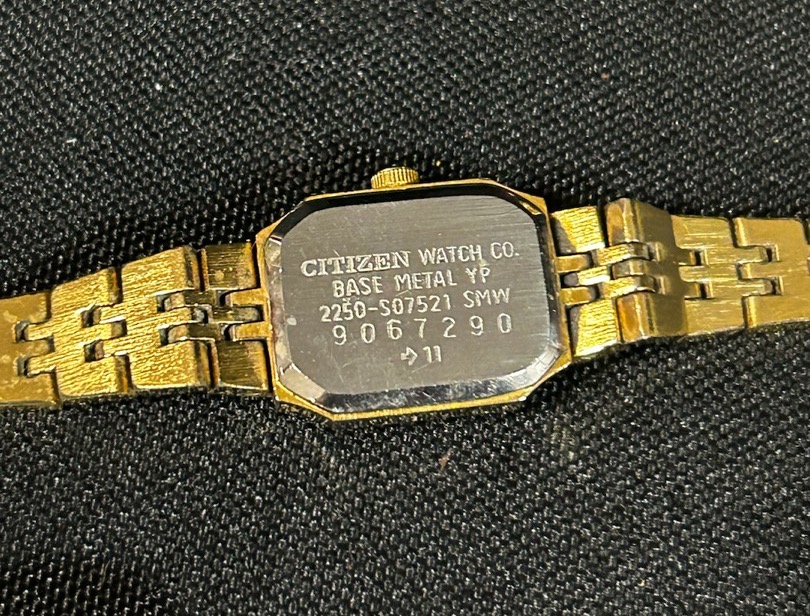 CITIZEN WATCH CO.
BASE METAL YP
2250-S07521 SMW
9067290
→11